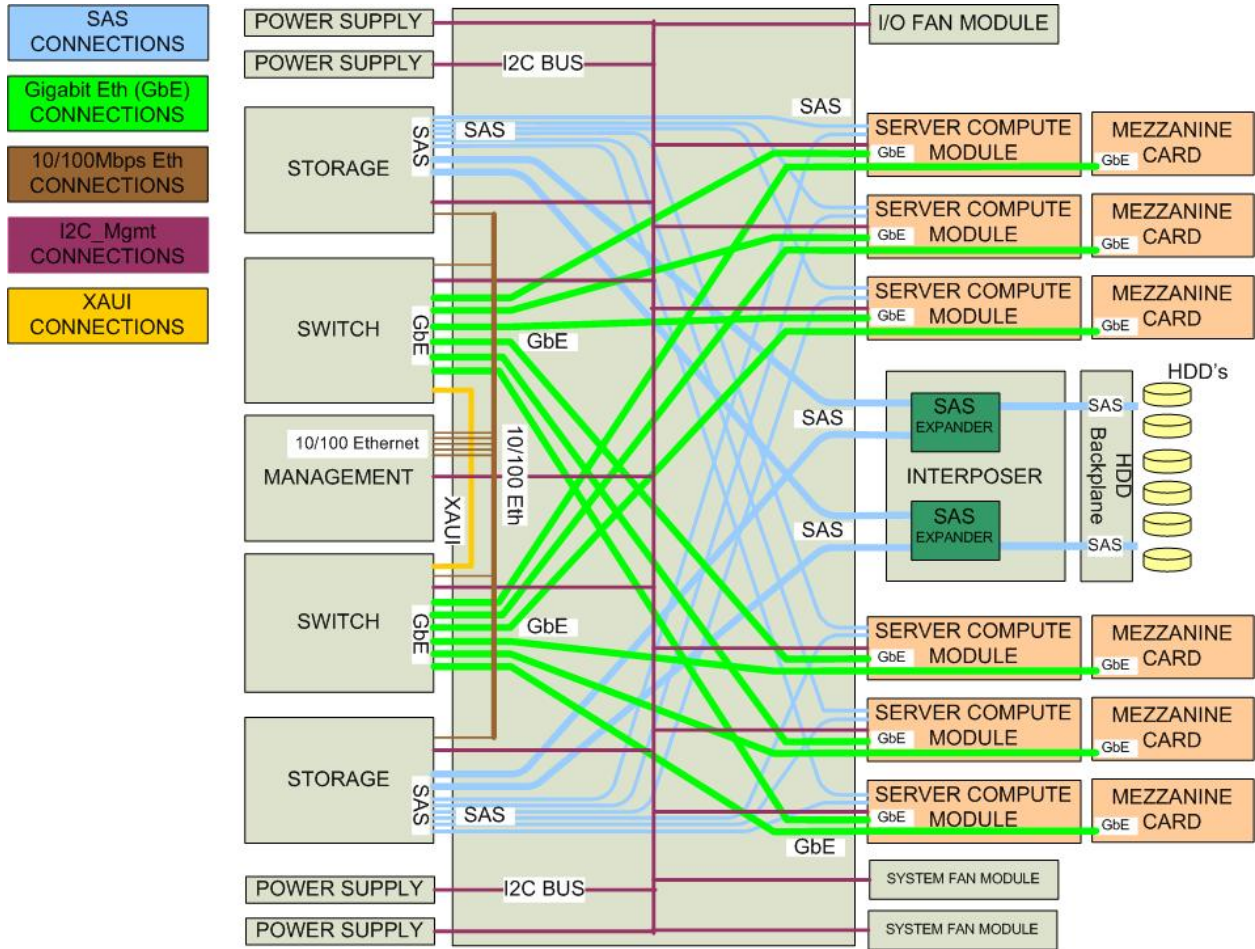 SAS
CONNECTIONS
Gigabit Eth (GbE)
CONNECTIONS
10/100Mbps Eth
CONNECTIONS
I2C_Mgmt
CONNECTIONS
XAUI
CONNECTIONS
POWER SUPPLY
POWER SUPPLY
I2C BUS
I/O FAN MODULE
STORAGE
SAS
SAS
SAS
SWITCH
GbE
GbE
10/100 Ethernet
MANAGEMENT
XAUI
10/100 Eth
SWITCH
GbE
GbE
STORAGE
SAS
SAS
POWER SUPPLY
I2C BUS
POWER SUPPLY
SERVER COMPUTE
MODULE
GbE
MEZZANINE
CARD
GbE
SERVER COMPUTE
MODULE
GbE
MEZZANINE
CARD
GbE
SERVER COMPUTE
MODULE
GbE
MEZZANINE
CARD
GbE
SAS
SAS
SAS
EXPANDER
INTERPOSER
SAS
EXPANDER
SAS
HDD
Backplane
SAS
HDD's
SERVER COMPUTE
MODULE
GbE
MEZZANINE
CARD
GbE
SERVER COMPUTE
MODULE
GbE
MEZZANINE
CARD
GbE
SERVER COMPUTE
MODULE
GbE
MEZZANINE
CARD
GbE
GbE
SYSTEM FAN MODULE
SYSTEM FAN MODULE